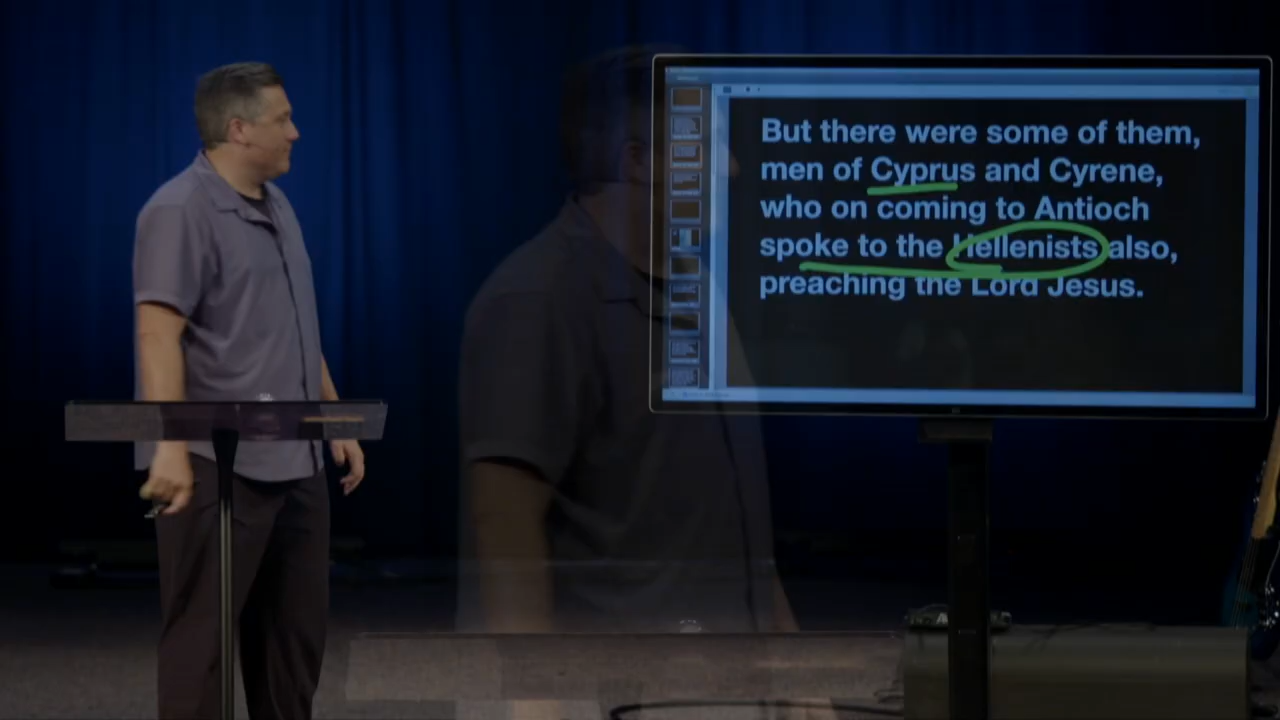 But there were some of them,
men of Cyprus and Cyrene,
who on coming to Antioch
spoke to the Hellenists also,
preaching the Lord Jesus.